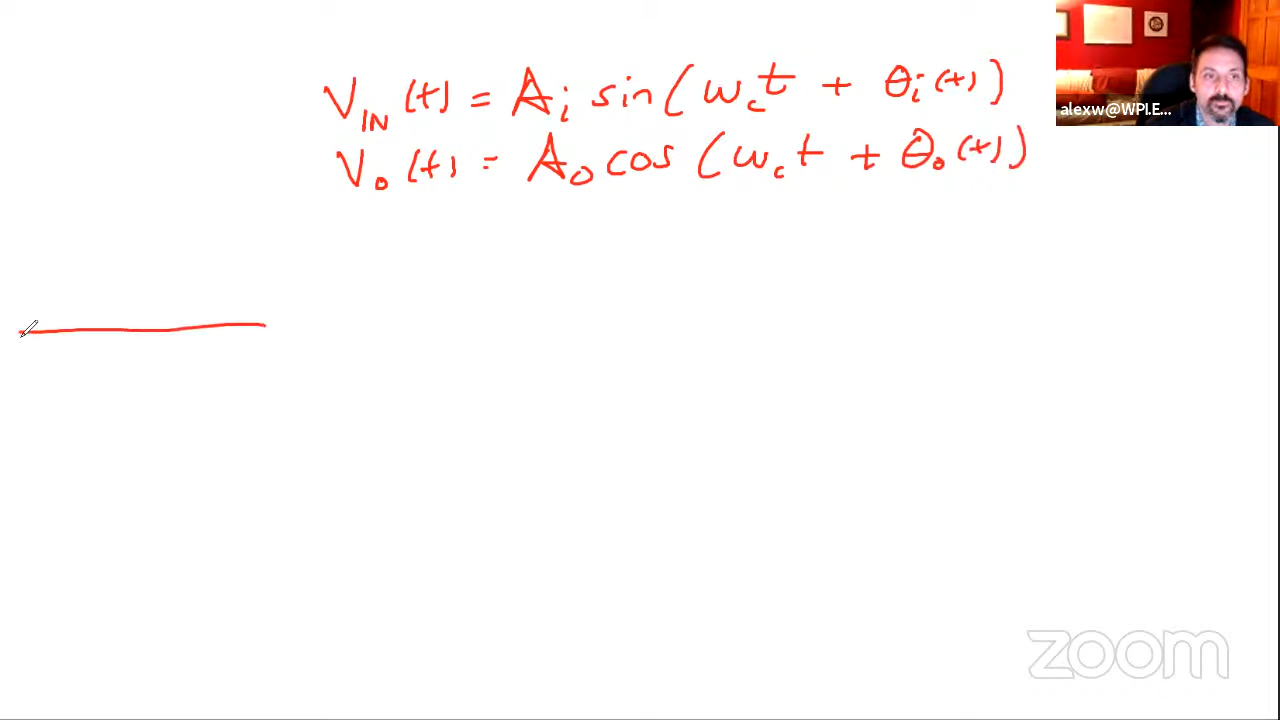 V_IN (t) = A_i sin(ω_c t + θ_i (t))
V_o (t) = A_o cos(ω_c t + θ_o (t))
alexw@WPI.E...
zoom